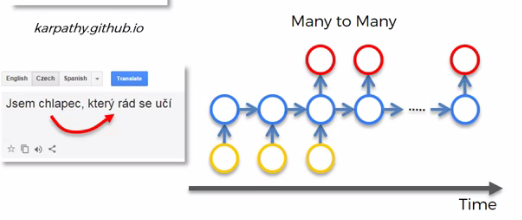 karpathy.github.io
Many to Many
English Czech Spanish Translate
Jsem chlapec, který rád se učí
Time